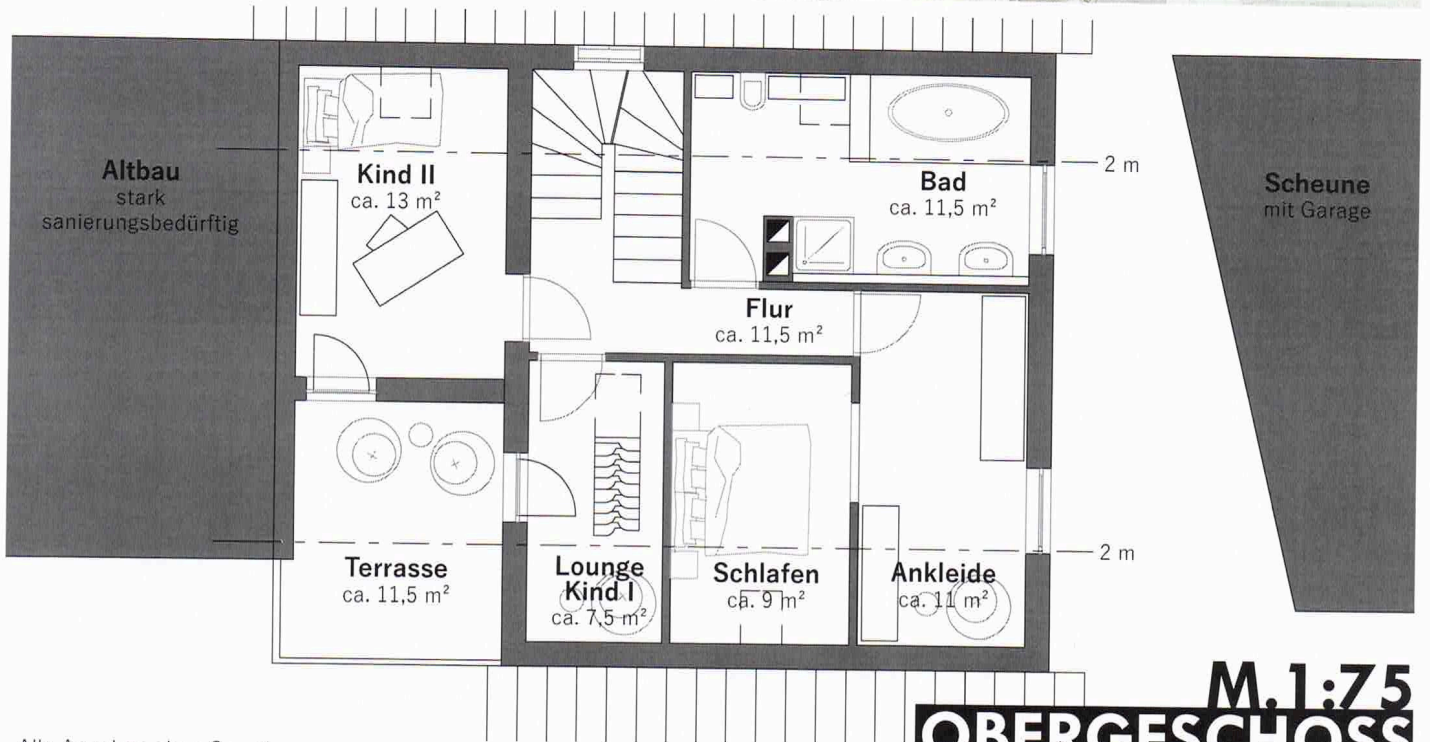 Altbau
stark
sanierungsbedürftig
Kind II
ca. 13 m²
Bad
ca. 11,5 m²
2 m
Scheune
mit Garage
Flur
ca. 11,5 m²
Terrasse
ca. 11,5 m²
Lounge
Kind I
ca. 7,5 m²
Schlafen
ca. 9 m²
Ankleide
ca. 11 m²
2 m
M.1:75
OBERGESCHOSS